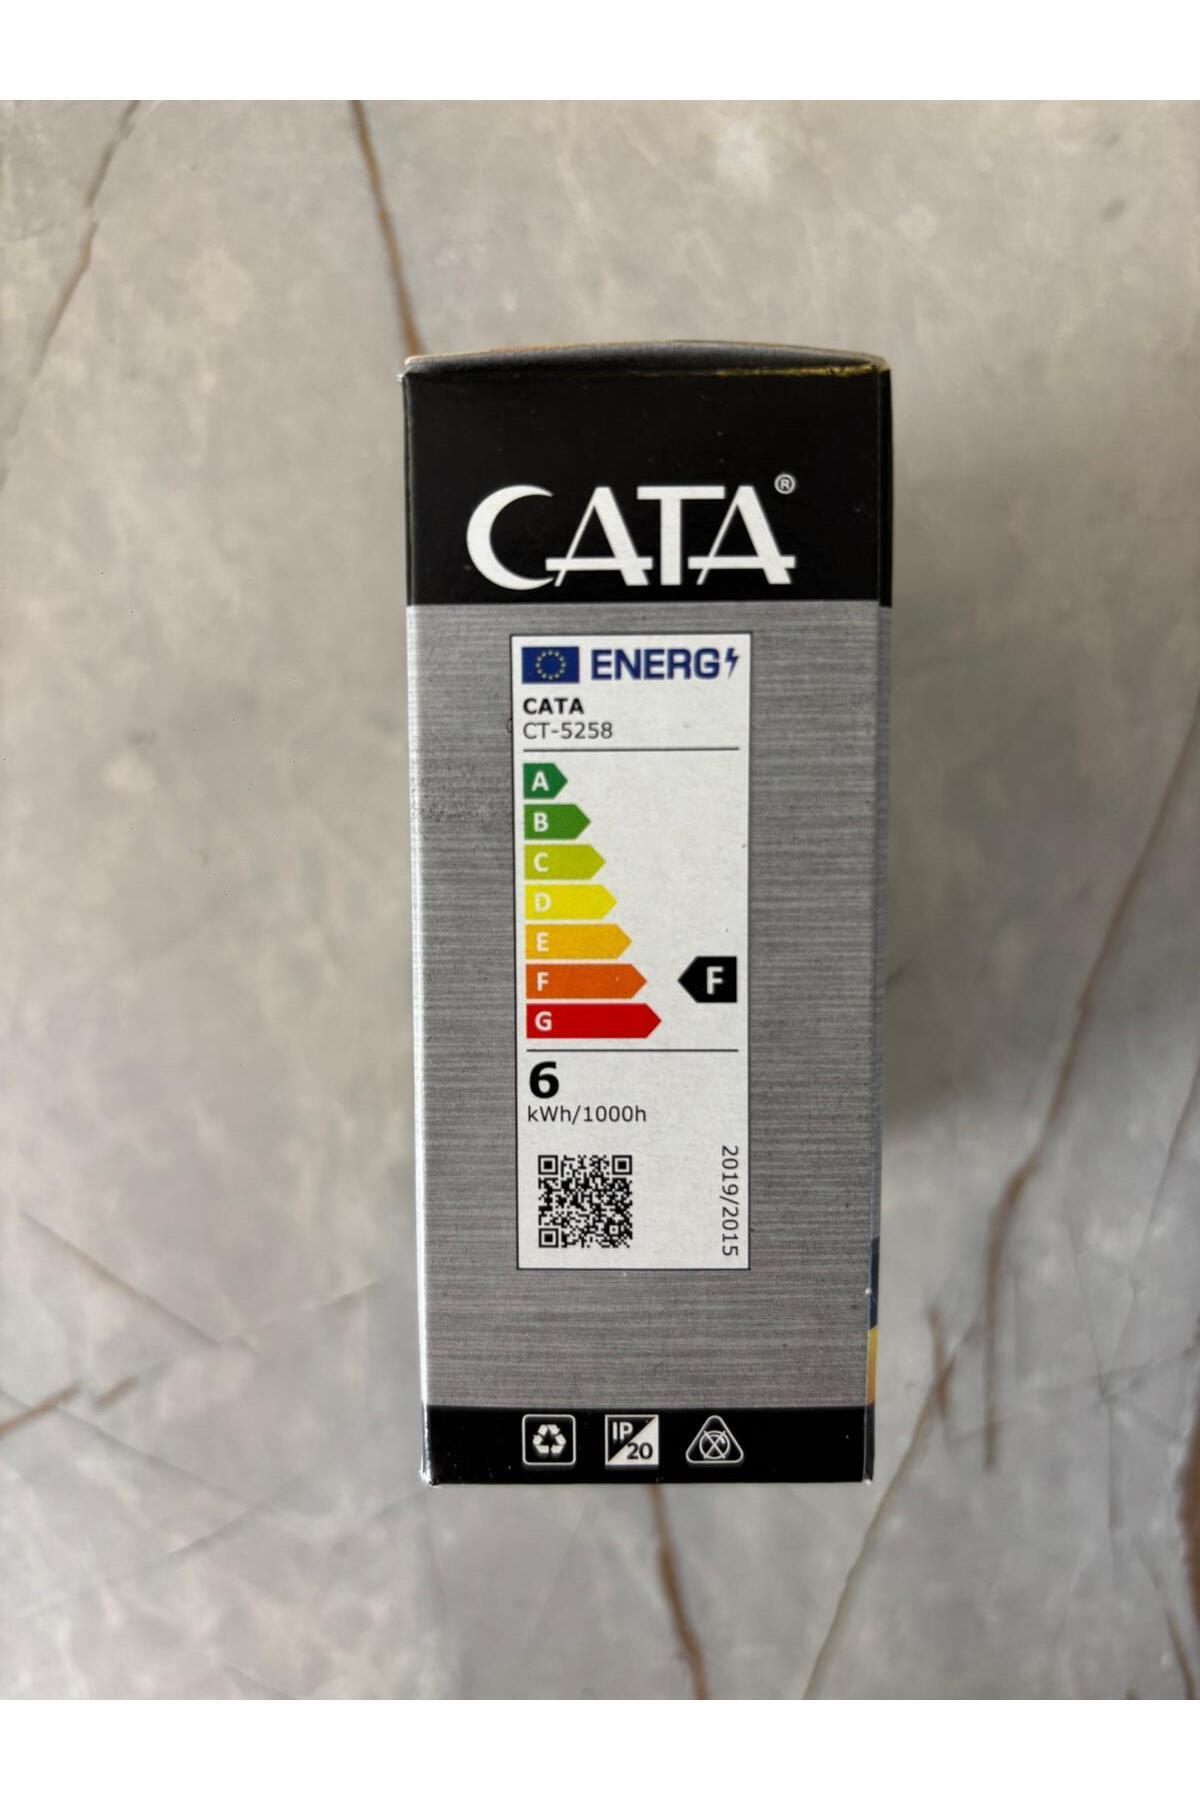 CATA®
ENERG
CATA
CT-5258
A
B
C
D
E
F
F
G
6
kWh/1000h
2019/2015
IP
20